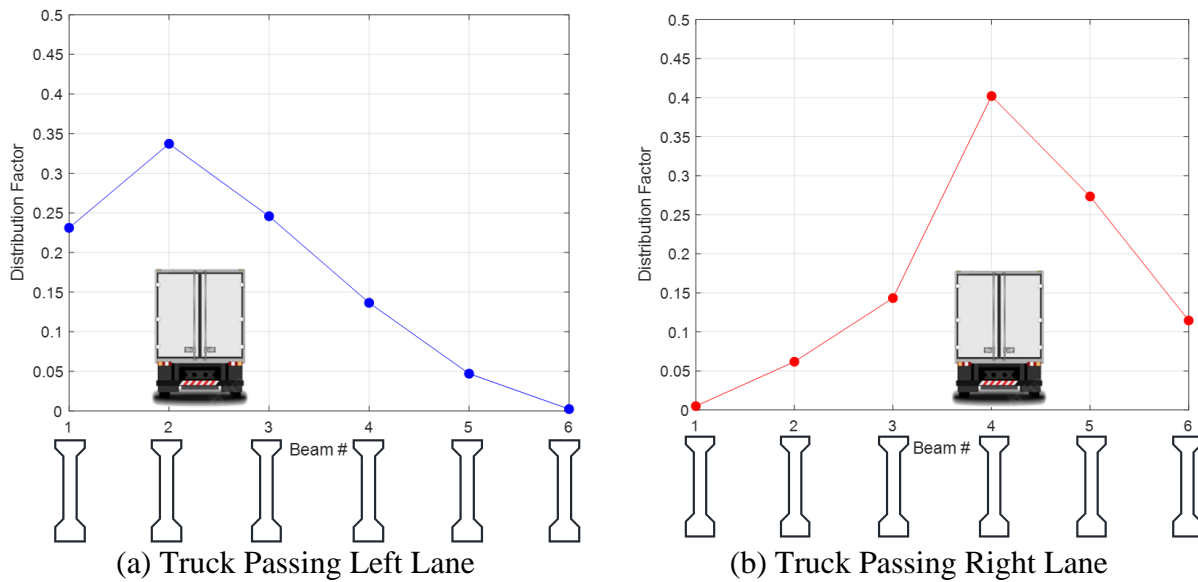 0.5
0.45
0.4
0.35
0.3
0.25
0.2
0.15
0.1
0.05
0
Distribution Factor
1 2 3 4 5 6
Beam #
(a) Truck Passing Left Lane
0.5
0.45
0.4
0.35
0.3
0.25
0.2
0.15
0.1
0.05
0
Distribution Factor
1 2 3 4 5 6
Beam #
(b) Truck Passing Right Lane